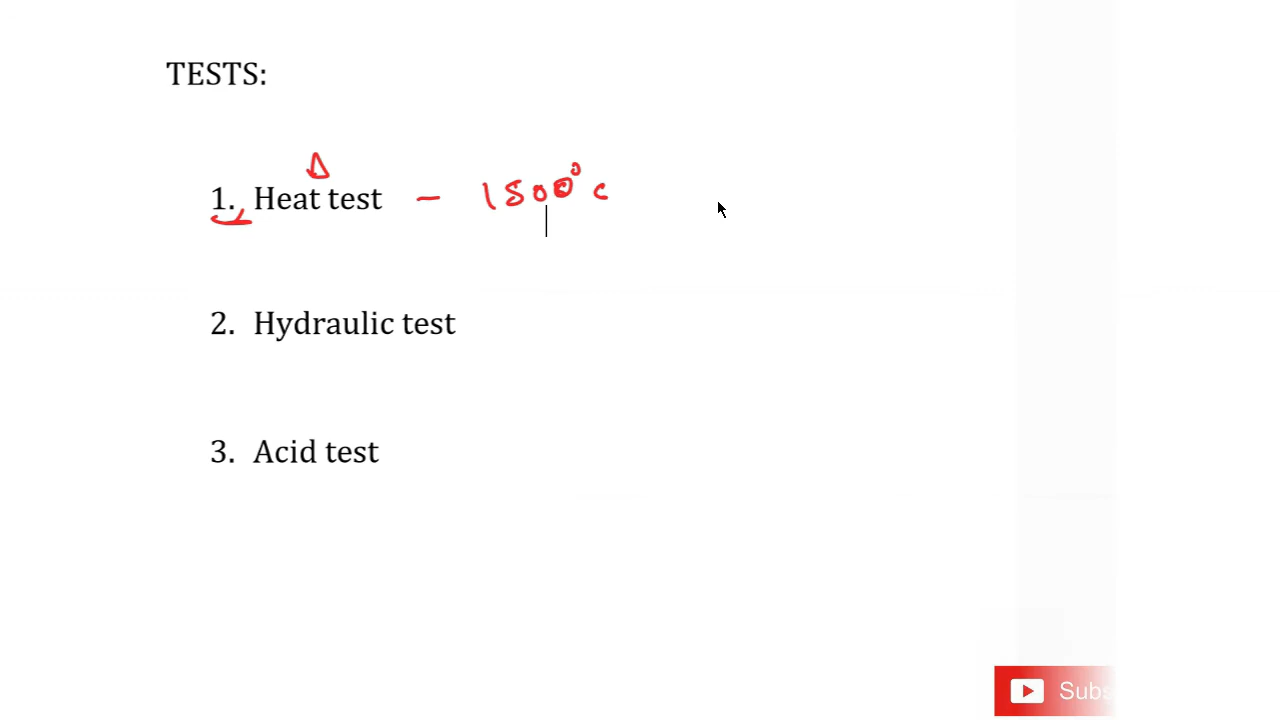 TESTS:
Δ
1. Heat test - 1500°c
2. Hydraulic test
3. Acid test
Subs